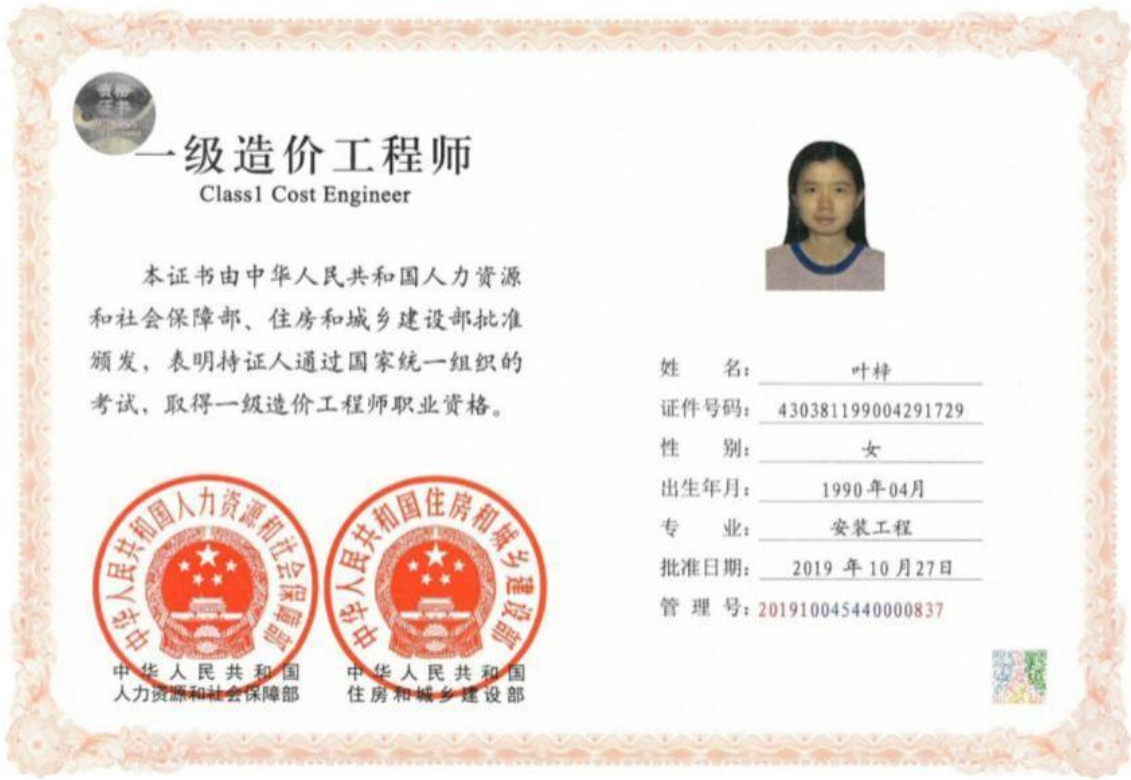 一级造价工程师
Class1 Cost Engineer
本证书由中华人民共和国人力资源
和社会保障部、住房和城乡建设部批准
颁发，表明持证人通过国家统一组织的
考试，取得一级造价工程师职业资格。
中华人民共和国人力资源和社会保障部
中华人民共和国住房和城乡建设部
中华人民共和国
人力资源和社会保障部
中华人民共和国
住房和城乡建设部
姓 名： 叶梓
证件号码： 430381199004291729
性 别： 女
出生年月： 1990年04月
专 业： 安装工程
批准日期： 2019 年 10 月27日
管 理 号：201910045440000837